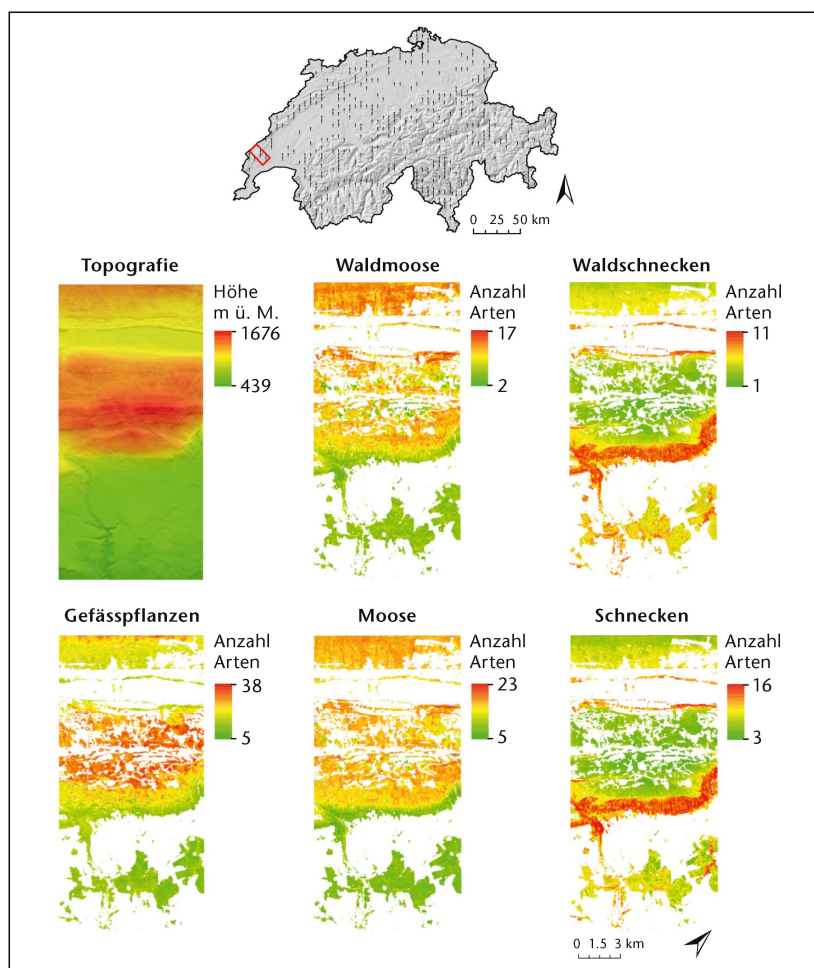 0 25 50 km
Topografie
Höhe
m ü. M.
1676
439
Waldmoose
Anzahl
Arten
17
2
Waldschnecken
Anzahl
Arten
11
1
Gefässpflanzen
Anzahl
Arten
38
5
Moose
Anzahl
Arten
23
5
Schnecken
Anzahl
Arten
16
3
0 1.5 3 km